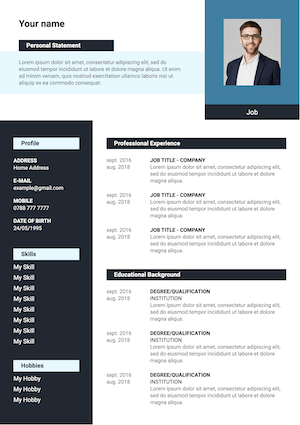 Your name
Personal Statement
Lorem ipsum dolor sit amet, consectetur adipiscing elit, sed do
eiusmod tempor incididunt ut labore et dolore magna aliqua. Ut enim
ad minim veniam, quis nostrud exercitation ullamco laboris nisi ut
aliquip ex ea commodo consequat.
Job
Profile
ADDRESS
Home Address
E-MAIL
example@gmail.com
MOBILE
0788 777 7777
DATE OF BIRTH
24/05/1995
Skills
My Skill
My Skill
My Skill
My Skill
My Skill
My Skill
My Skill
My Skill
Hobbies
My Hobby
My Hobby
My Hobby
Professional Experience
sept. 2016 JOB TITLE - COMPANY
aug. 2018 Lorem ipsum dolor sit amet, consectetur adipiscing elit,
sed do eiusmod tempor incididunt ut labore et dolore
magna aliqua.
sept. 2016 JOB TITLE - COMPANY
aug. 2018 Lorem ipsum dolor sit amet, consectetur adipiscing elit,
sed do eiusmod tempor incididunt ut labore et dolore
magna aliqua.
sept. 2016 JOB TITLE - COMPANY
aug. 2018 Lorem ipsum dolor sit amet, consectetur adipiscing elit,
sed do eiusmod tempor incididunt ut labore et dolore
magna aliqua.
Educational Background
sept. 2016 DEGREE/QUALIFICATION
aug. 2018 INSTITUTION
Lorem ipsum dolor sit amet, consectetur adipiscing elit,
sed do eiusmod tempor incididunt ut labore et dolore
magna aliqua.
sept. 2016 DEGREE/QUALIFICATION
aug. 2018 INSTITUTION
Lorem ipsum dolor sit amet, consectetur adipiscing elit,
sed do eiusmod tempor incididunt ut labore et dolore
magna aliqua.
sept. 2016 DEGREE/QUALIFICATION
aug. 2018 INSTITUTION
Lorem ipsum dolor sit amet, consectetur adipiscing elit,
sed do eiusmod tempor incididunt ut labore et dolore
magna aliqua.